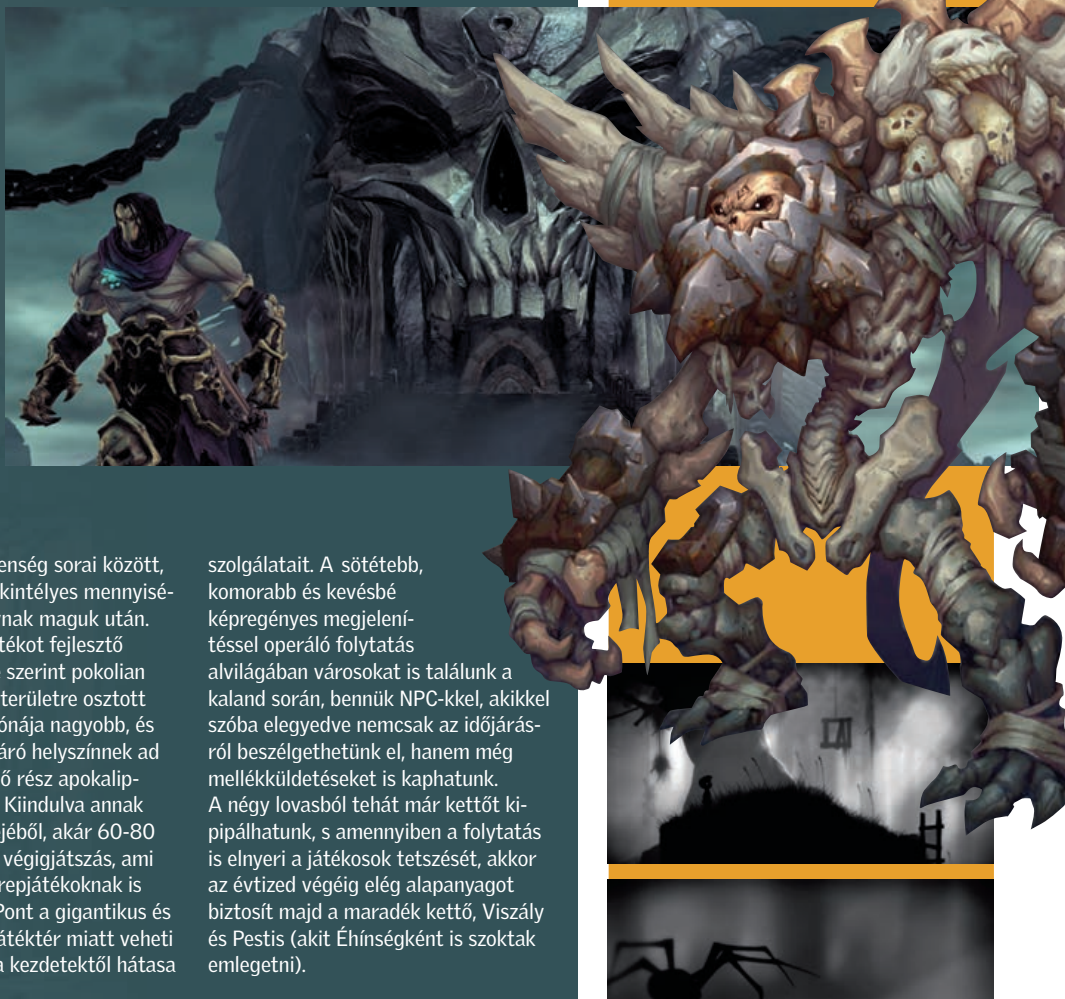 enség sorai között,
kintélyes mennyisé-
nak maguk után.
tékot fejlesztő
szerint pokolian
területre osztott
ónája nagyobb, és
áró helyszínnek ad
ő rész apokalip-
Kiindulva annak
jéből, akár 60-80
végigjátszás, ami
repjátékoknak is
Pont a gigantikus és
átéktér miatt veheti
a kezdetektől hátasa
szolgálatait. A sötétebb,
komorabb és kevésbé
képregényes megjelení-
téssel operáló folytatás
alvilágában városokat is találunk a
kaland során, bennük NPC-kkel, akikkel
szóba elegyedve nemcsak az időjárás-
ról beszélgethetünk el, hanem még
mellékküldetéseket is kaphatunk.
A négy lovasból tehát már kettőt ki-
pipálhatunk, s amennyiben a folytatás
is elnyeri a játékosok tetszését, akkor
az évtized végéig elég alapanyagot
biztosít majd a maradék kettő, Viszály
és Pestis (akit Éhínségként is szoktak
emlegetni).